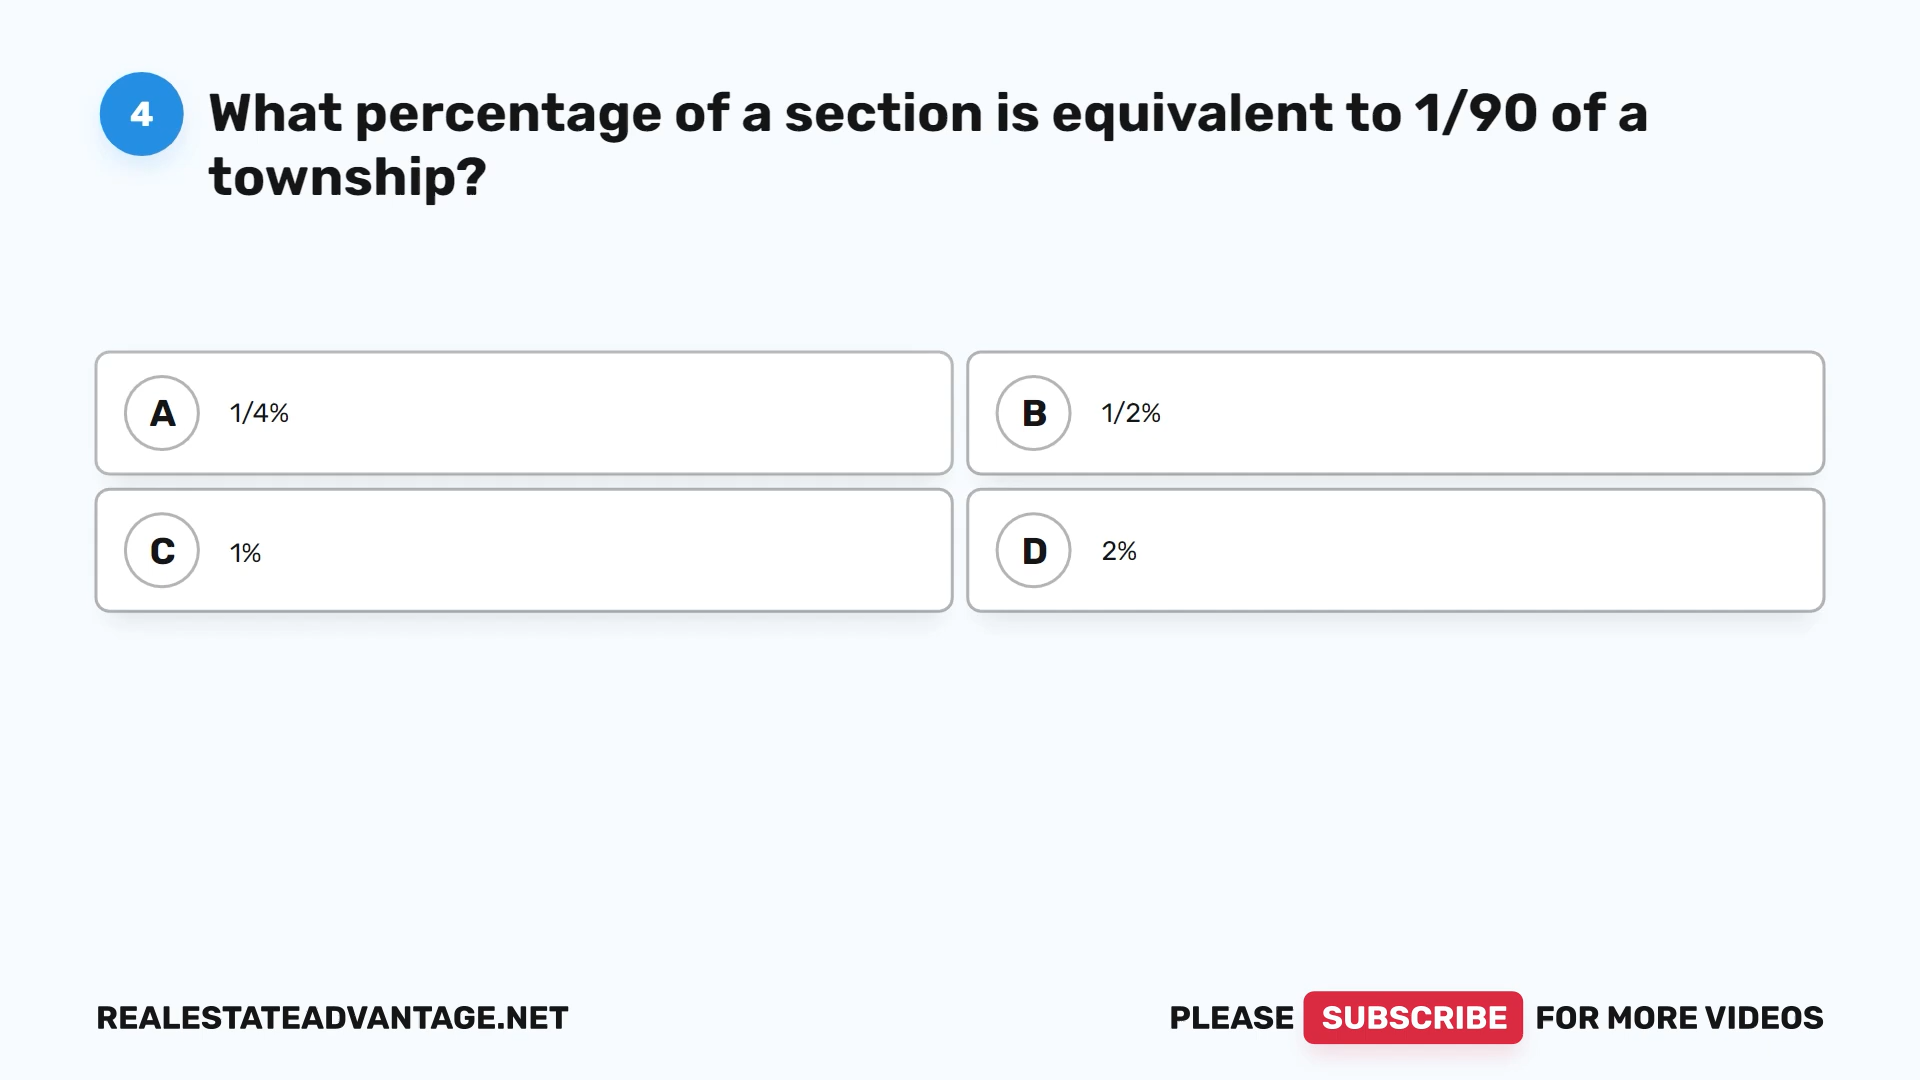 4
What percentage of a section is equivalent to 1/90 of a
township?
A 1/4%
B 1/2%
C 1%
D 2%
REALESTATEADVANTAGE.NET
PLEASE SUBSCRIBE FOR MORE VIDEOS